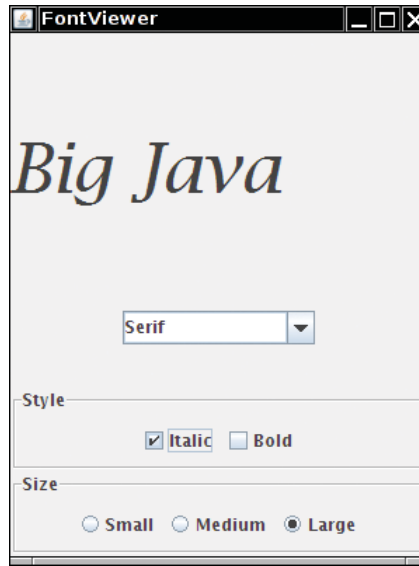 FontViewer
Big Java
Serif
Style
Italic Bold
Size
Small Medium Large